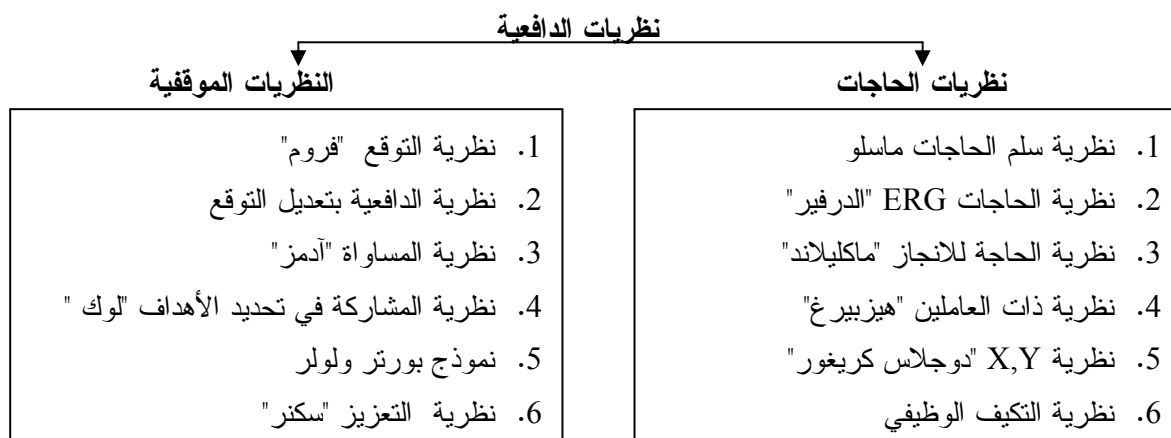 نظريات الدافعية
نظريات الحاجات
1. نظرية سلم الحاجات ماسلو
2. نظرية الحاجات ERG "الدرفير"
3. نظرية الحاجة للانجاز "ماكليلاند"
4. نظرية ذات العاملين "هيزبيرغ"
5. نظرية X,Y "دوجلاس كريغور"
6. نظرية التكيف الوظيفي
النظريات الموقفية
1. نظرية التوقع "فروم"
2. نظرية الدافعية بتعديل التوقع
3. نظرية المساواة "آدمز"
4. نظرية المشاركة في تحديد الأهداف "لوك "
5. نموذج بورتر ولولر
6. نظرية التعزيز "سكنر"